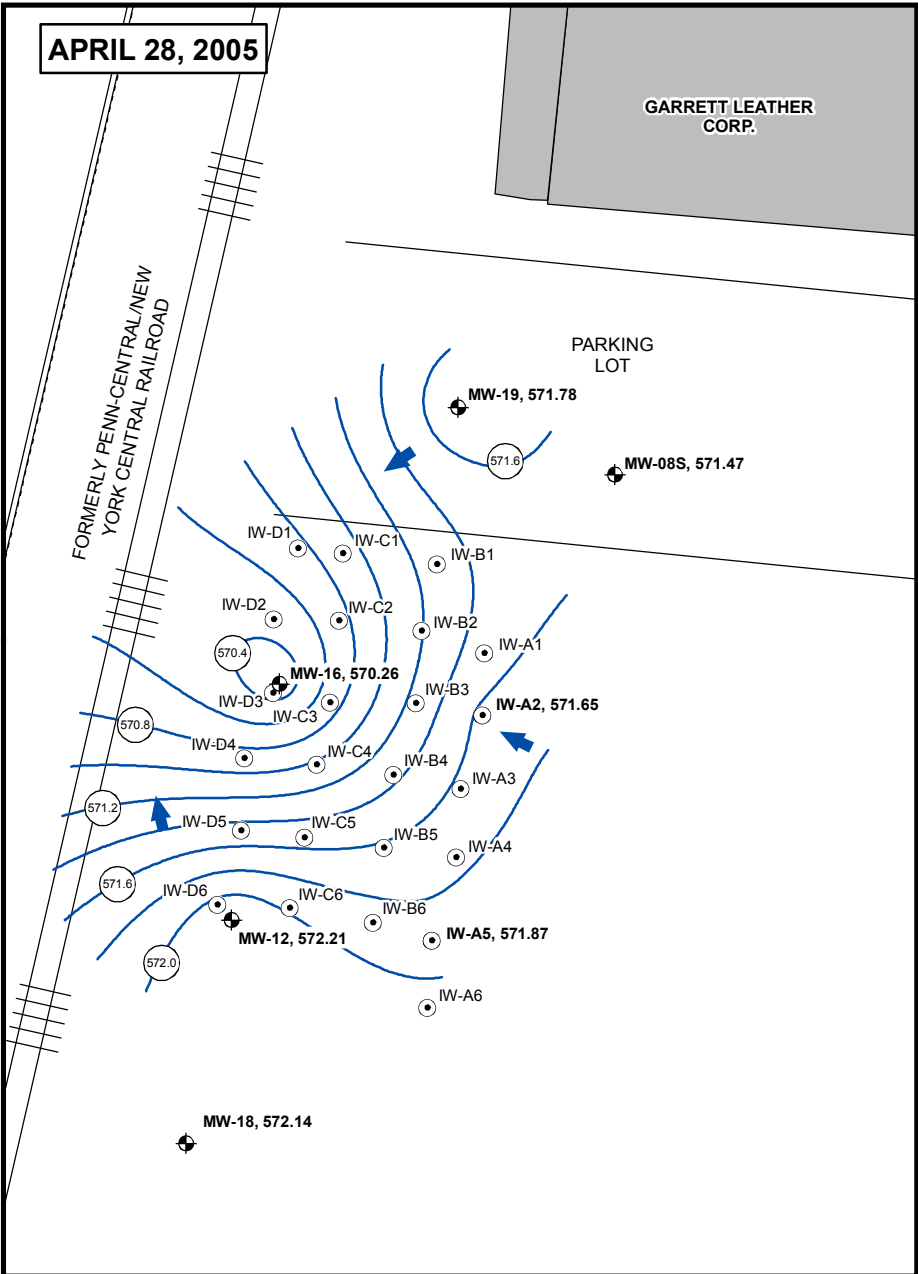 APRIL 28, 2005
GARRETT LEATHER
CORP.
FORMERLY PENN-CENTRAL/NEW
YORK CENTRAL RAILROAD
PARKING
LOT
MW-19, 571.78
571.6
MW-08S, 571.47
IW-D1
IW-C1
IW-B1
IW-D2
IW-C2
IW-B2
570.4
IW-A1
MW-16, 570.26
IW-D3
IW-C3
IW-B3
IW-A2, 571.65
570.8
IW-D4
IW-C4
IW-B4
IW-A3
571.2
IW-D5
IW-C5
IW-B5
IW-A4
571.6
IW-D6
IW-C6
IW-B6
MW-12, 572.21
IW-A5, 571.87
572.0
IW-A6
MW-18, 572.14